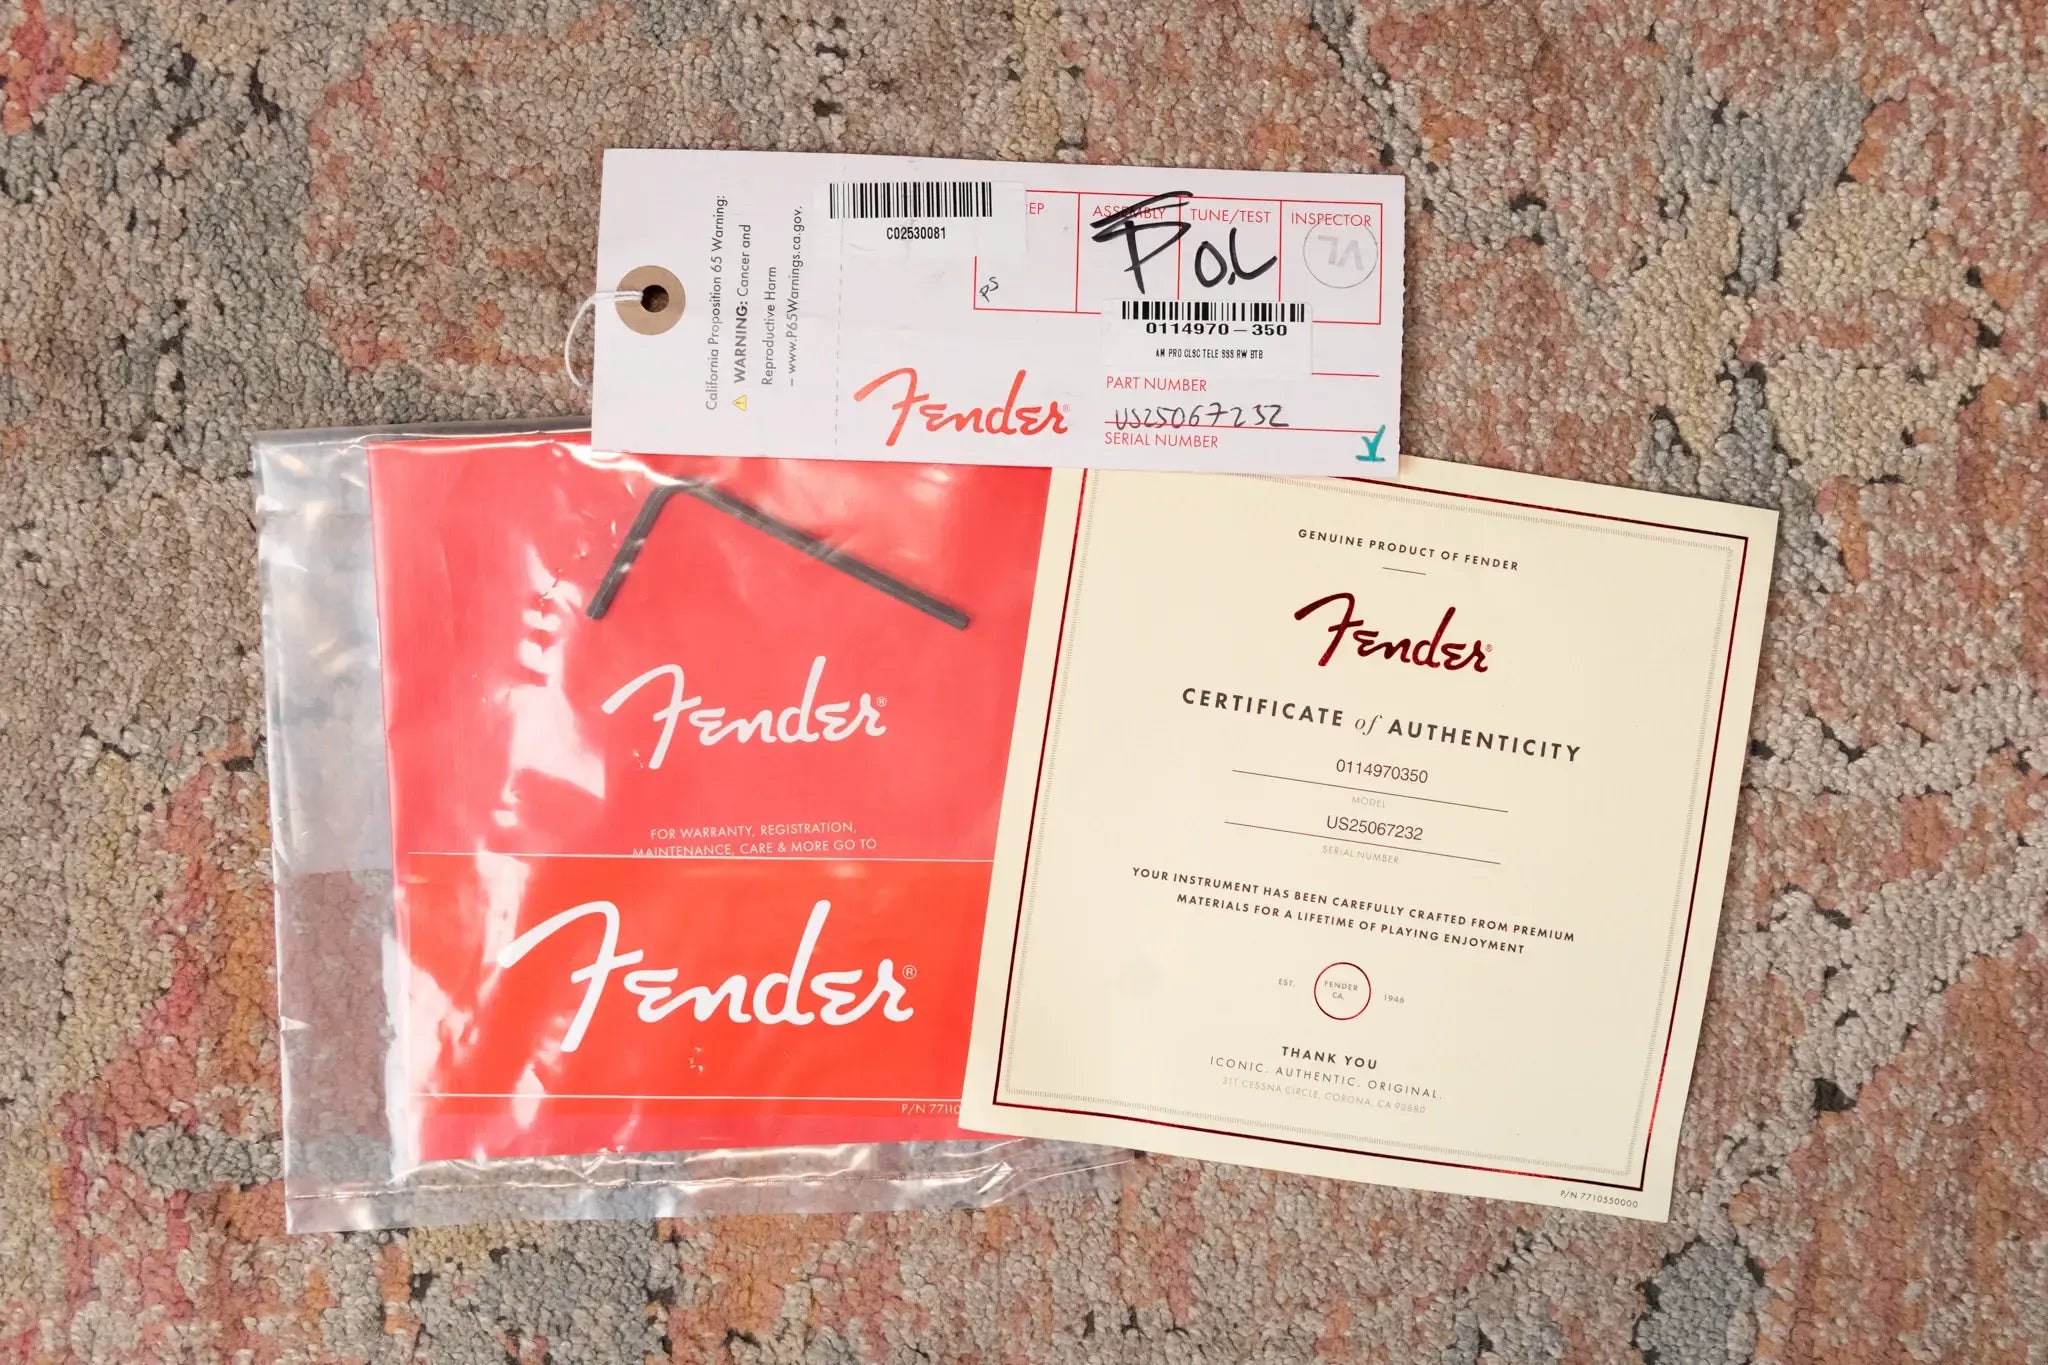 California Proposition 65 Warning:
WARNING: Cancer and
Reproductive Harm
– www.P65Warnings.ca.gov.
C02530081
EP
ASSEMBLY
TUNE/TEST
INSPECTOR
PS
O.L
VL
0114970-350
AM PRO CLSC TELE SSS RW BTB
PART NUMBER
US25067232
SERIAL NUMBER
Fender®
Fender®
FOR WARRANTY, REGISTRATION,
MAINTENANCE, CARE & MORE GO TO
Fender®
P/N 77110
GENUINE PRODUCT OF FENDER
Fender®
CERTIFICATE of AUTHENTICITY
0114970350
MODEL
US25067232
SERIAL NUMBER
YOUR INSTRUMENT HAS BEEN CAREFULLY CRAFTED FROM PREMIUM
MATERIALS FOR A LIFETIME OF PLAYING ENJOYMENT
EST. FENDER CA. 1946
THANK YOU
ICONIC. AUTHENTIC. ORIGINAL.
311 CESSNA CIRCLE, CORONA, CA 92880
P/N 7710550000